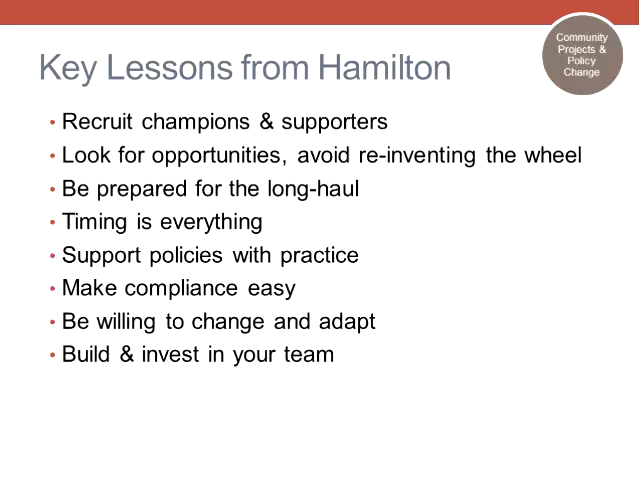 Community
Projects &
Policy
Change
Key Lessons from Hamilton
• Recruit champions & supporters
• Look for opportunities, avoid re-inventing the wheel
• Be prepared for the long-haul
• Timing is everything
• Support policies with practice
• Make compliance easy
• Be willing to change and adapt
• Build & invest in your team